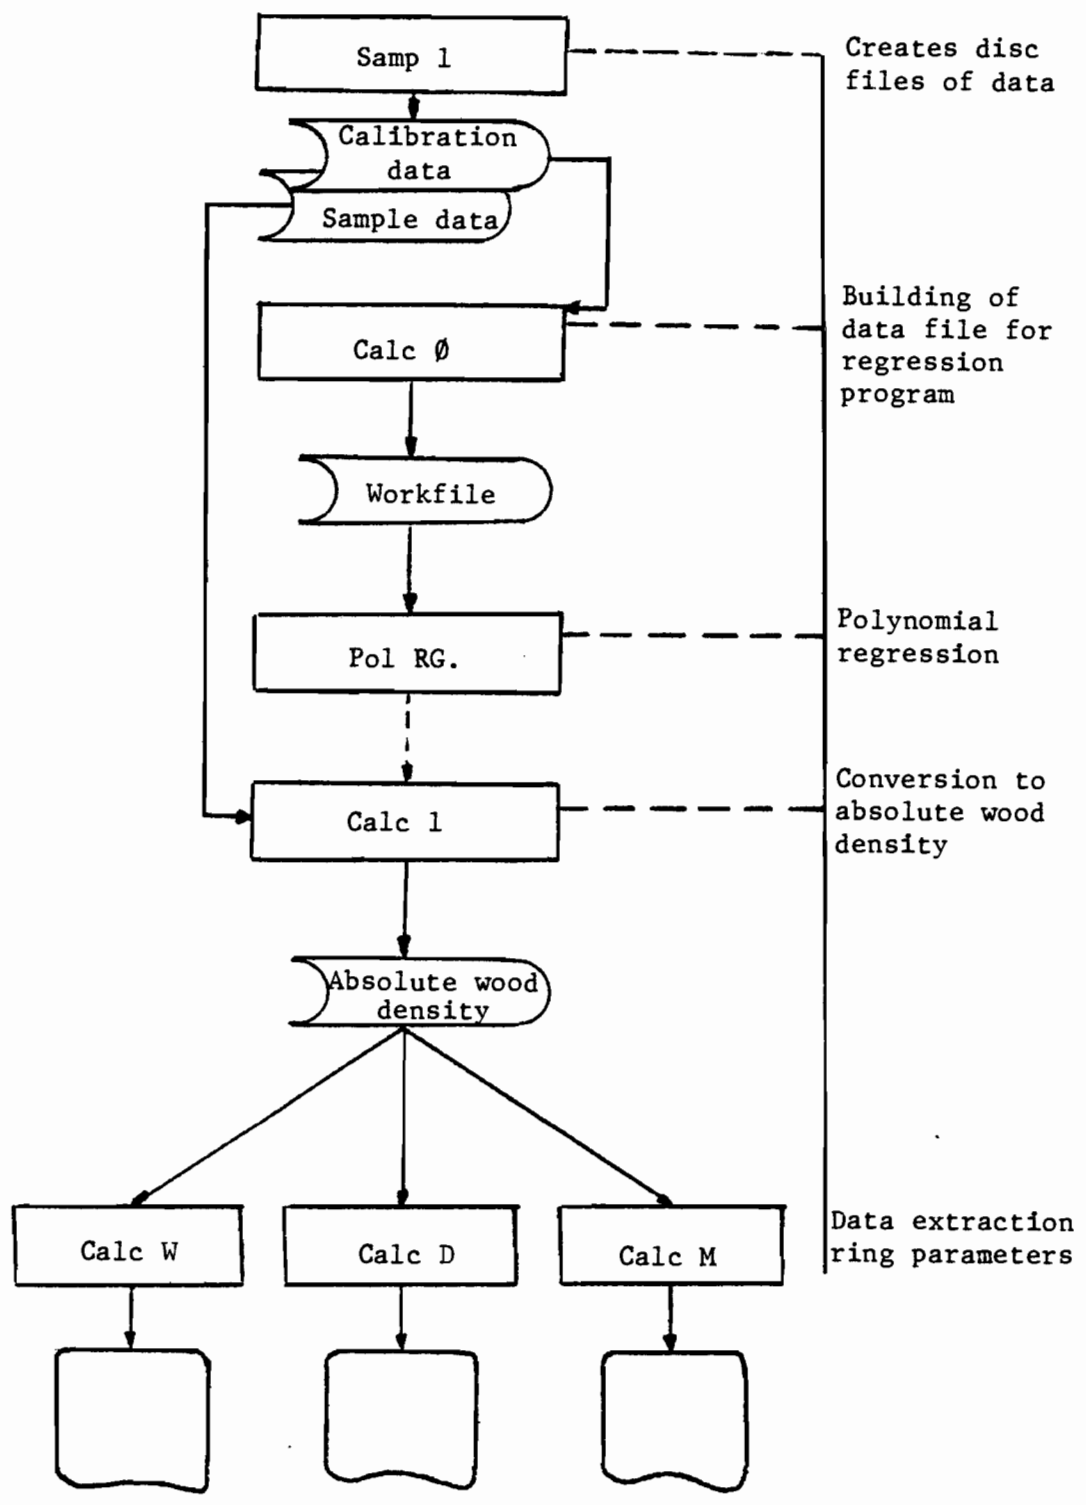 Samp 1
Creates disc
files of data
Calibration
data
Sample data
Building of
data file for
regression
program
Calc Ø
Workfile
Polynomial
regression
Pol RG.
Conversion to
absolute wood
density
Calc 1
Absolute wood
density
Data extraction
ring parameters
Calc W
Calc D
Calc M